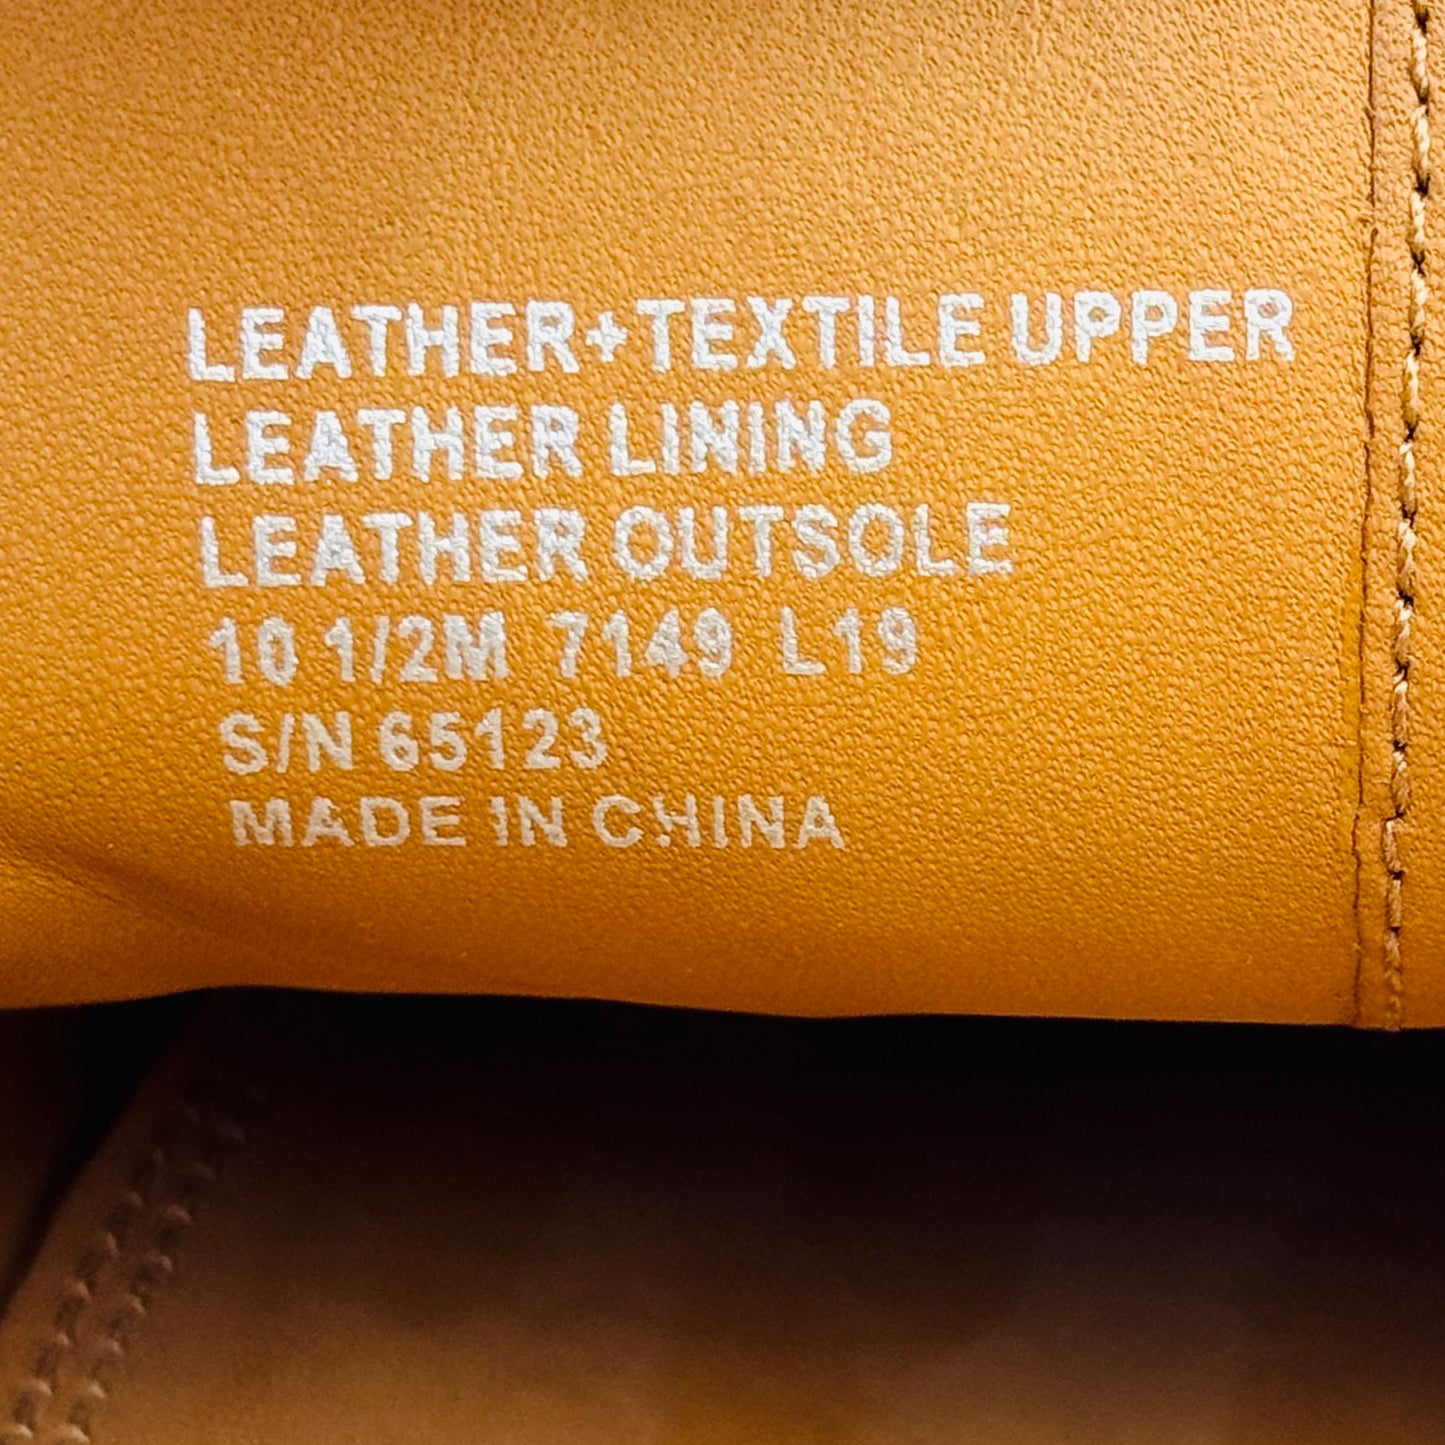 LEATHER+TEXTILE UPPER
LEATHER LINING
LEATHER OUTSOLE
10 1/2M 7149 L19
S/N 65123
MADE IN CHINA